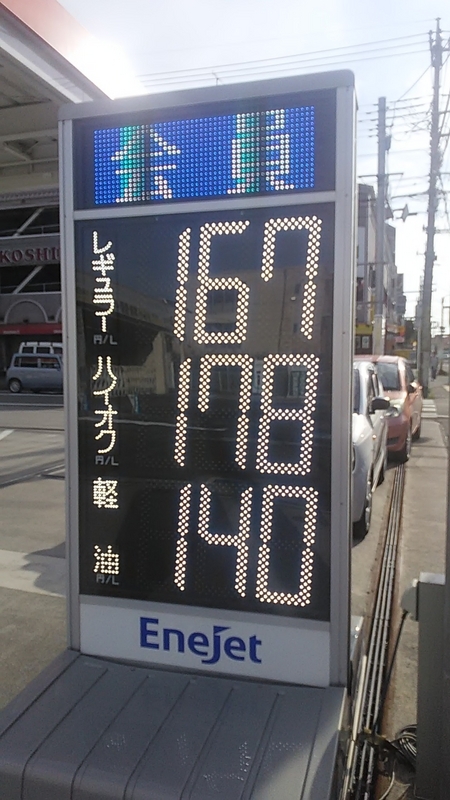 会員
KOSHI
レギュラー 167
円/L
ハイオク 178
円/L
軽油 140
円/L
EneJet